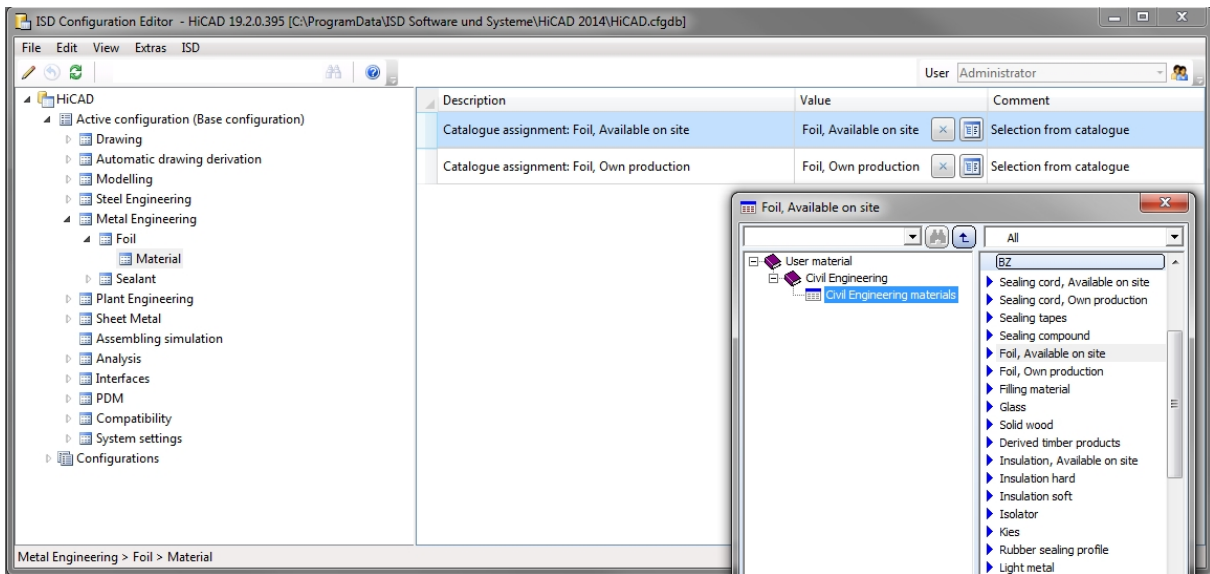 ISD Configuration Editor - HiCAD 19.2.0.395 [C:\ProgramData\ISD Software und Systeme\HiCAD 2014\HiCAD.cfgdb]
File Edit View Extras ISD
User Administrator
HiCAD
Active configuration (Base configuration)
Drawing
Automatic drawing derivation
Modelling
Steel Engineering
Metal Engineering
Foil
Material
Sealant
Plant Engineering
Sheet Metal
Assembling simulation
Analysis
Interfaces
PDM
Compatibility
System settings
Configurations
Description Value Comment
Catalogue assignment: Foil, Available on site Foil, Available on site Selection from catalogue
Catalogue assignment: Foil, Own production Foil, Own production Selection from catalogue
Foil, Available on site
All
User material
Civil Engineering
Civil Engineering materials
BZ
Sealing cord, Available on site
Sealing cord, Own production
Sealing tapes
Sealing compound
Foil, Available on site
Foil, Own production
Filling material
Glass
Solid wood
Derived timber products
Insulation, Available on site
Insulation hard
Insulation soft
Isolator
Kies
Rubber sealing profile
Light metal
Metal Engineering > Foil > Material